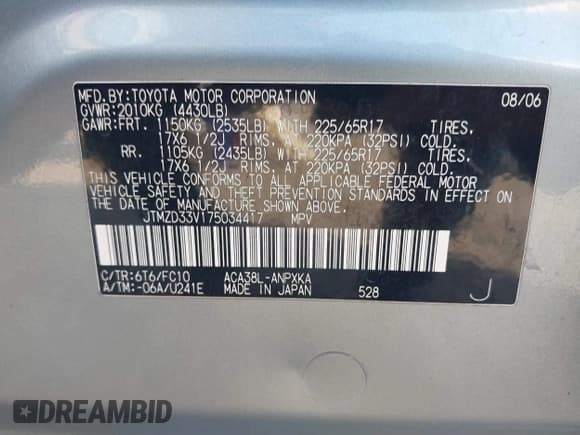 MFD.BY:TOYOTA MOTOR CORPORATION 08/06
GVWR:2010KG (4430LB)
GAWR:FRT. 1150KG (2535LB) WITH 225/65R17 TIRES,
17X6 1/2J RIMS, AT 220KPA (32PSI) COLD.
RR. 1105KG (2435LB) WITH 225/65R17 TIRES,
17X6 1/2J RIMS, AT 220KPA (32PSI) COLD.
THIS VEHICLE CONFORMS TO ALL APPLICABLE FEDERAL MOTOR
VEHICLE SAFETY AND THEFT PREVENTION STANDARDS IN EFFECT ON
THE DATE OF MANUFACTURE SHOWN ABOVE.
JTMZD33V175034417 MPV
C/TR:6T6/FC10 ACA38L-ANPXKA
A/TM:-06A/U241E MADE IN JAPAN 528 J
DREAMBID